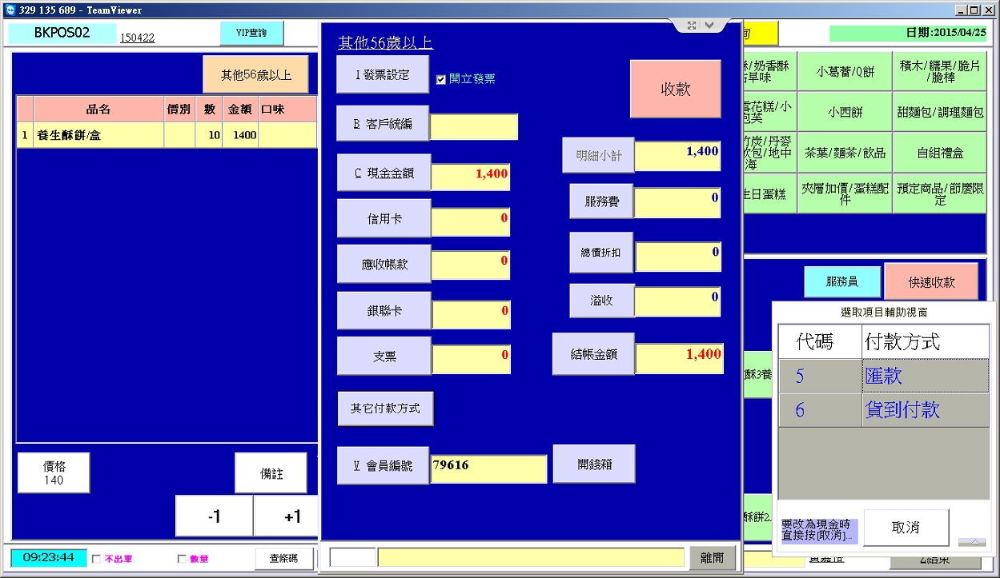 329 135 689 - TeamViewer
BKPOS02
150422
VIP查詢
日期:2015/04/25
其他56歲以上
品名 價別 數 金額 口味
1 養生酥餅/盒 10 1400
價格
140
備註
-1
+1
09:23:44
不出單
數量
查條碼
其他56歲以上
I 發票設定
開立發票
收款
B 客戶統編
C 現金金額 1,400
信用卡 0
應收帳款 0
銀聯卡 0
支票 0
其它付款方式
V 會員編號 79616
開錢箱
明細小計 1,400
服務費 0
總價折扣 0
溢收 0
結帳金額 1,400
離開
/奶香酥
早味
小葛蕾/Q餅
積木/糖果/脆片
/脆棒
雪花糕/小
泡芙
小西餅
甜麵包/調理麵包
竹炭/丹麥
軟包/地中
海
茶葉/麵茶/飲品
自組禮盒
生日蛋糕
夾層加價/蛋糕配
件
預定商品/節慶限
定
服務員
快速收款
選取項目輔助視窗
代碼 付款方式
5 匯款
6 貨到付款
酥3養
酥餅2.
要改為現金時
直接按[取消]...
取消